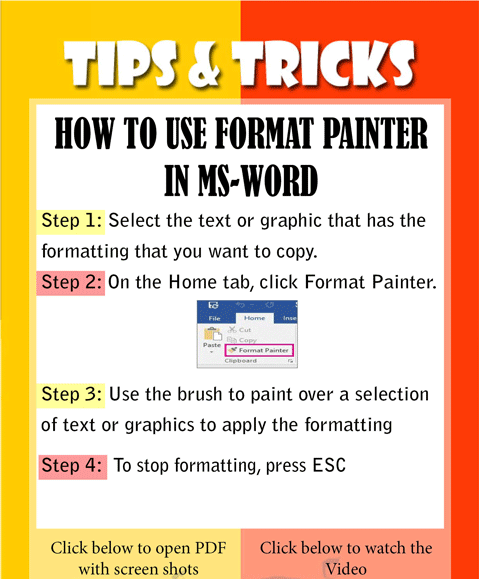 TIPS & TRICKS
HOW TO USE FORMAT PAINTER
IN MS-WORD
Step 1: Select the text or graphic that has the
formatting that you want to copy.
Step 2: On the Home tab, click Format Painter.
File Home Inse
Cut
Copy
Paste
Format Painter
Clipboard
Step 3: Use the brush to paint over a selection
of text or graphics to apply the formatting
Step 4: To stop formatting, press ESC
Click below to open PDF
with screen shots
Click below to watch the
Video